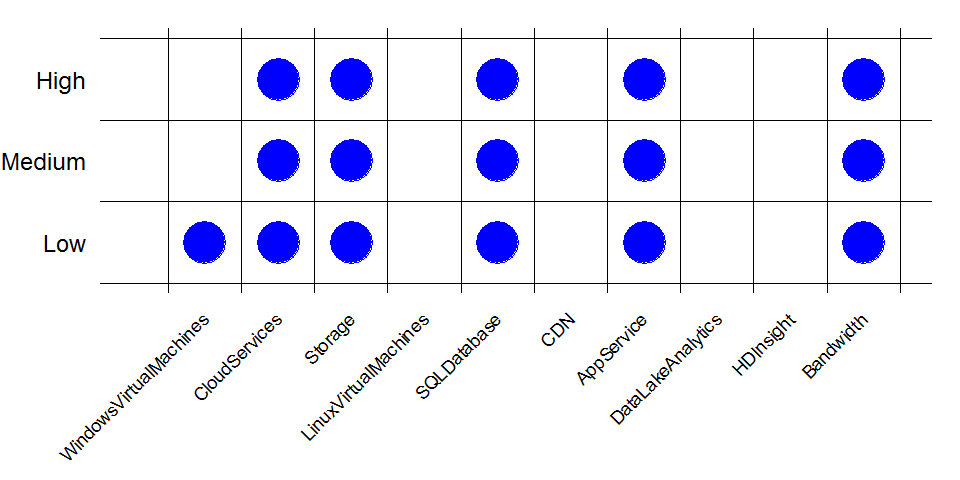 High
Medium
Low
WindowsVirtualMachines
CloudServices
Storage
LinuxVirtualMachines
SQLDatabase
CDN
AppService
DataLakeAnalytics
HDInsight
Bandwidth